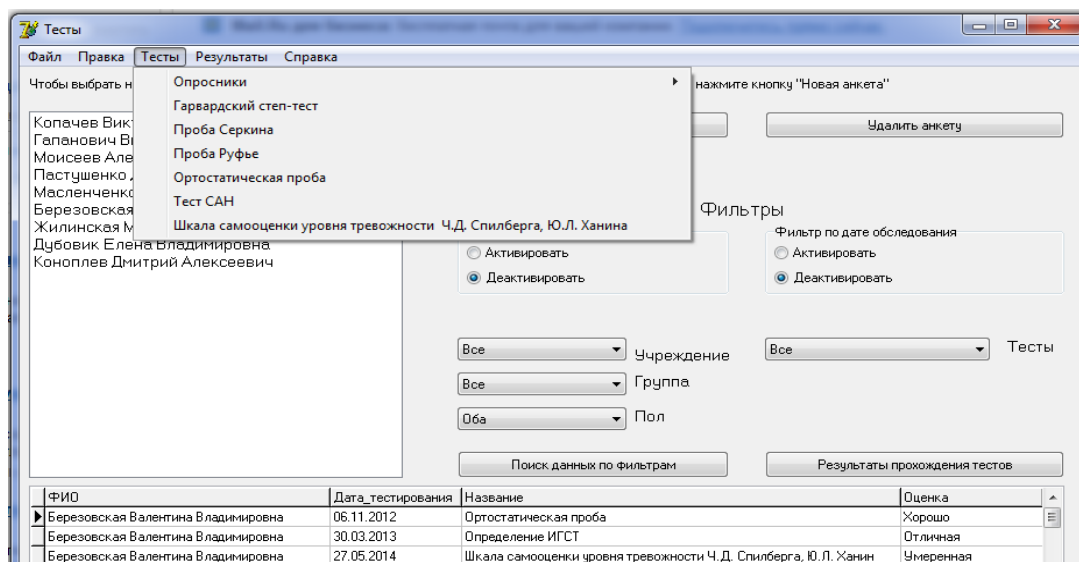 Тесты
Файл Правка Тесты Результаты Справка
Чтобы выбрать н нажмите кнопку "Новая анкета"
Опросники
Гарвардский степ-тест
Проба Серкина
Проба Руфье
Ортостатическая проба
Тест САН
Шкала самооценки уровня тревожности Ч.Д. Спилберга, Ю.Л. Ханина
Копачев Вик
Гапанович В
Моисеев Але
Пастушенко
Масленченко
Березовская
Жилинская М
Дубовик Елена Владимировна
Коноплев Дмитрий Алексеевич
Удалить анкету
Фильтры
Активировать
Деактивировать
Фильтр по дате обследования
Активировать
Деактивировать
Все Учреждение
Все Тесты
Все Группа
Оба Пол
Поиск данных по фильтрам
Результаты прохождения тестов
ФИО Дата_тестирования Название Оценка
Березовская Валентина Владимировна 06.11.2012 Ортостатическая проба Хорошо
Березовская Валентина Владимировна 30.03.2013 Определение ИГСТ Отличная
Березовская Валентина Владимировна 27.05.2014 Шкала самооценки уровня тревожности Ч.Д. Спилберга, Ю.Л. Ханин Умеренная